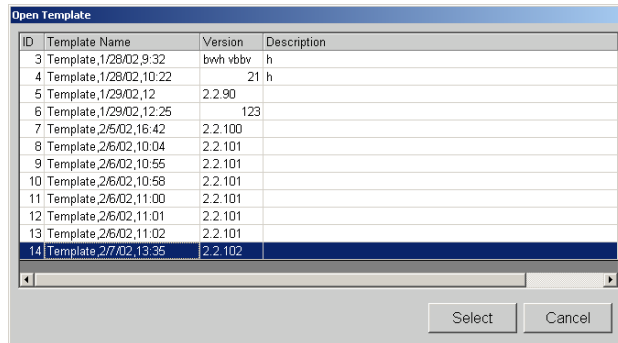 Open Template
ID Template Name Version Description
3 Template,1/28/02,9:32 bwh vbbv h
4 Template,1/28/02,10:22 21 h
5 Template,1/29/02,12 2.2.90
6 Template,1/29/02,12:25 123
7 Template,2/5/02,16:42 2.2.100
8 Template,2/6/02,10:04 2.2.101
9 Template,2/6/02,10:55 2.2.101
10 Template,2/6/02,10:58 2.2.101
11 Template,2/6/02,11:00 2.2.101
12 Template,2/6/02,11:01 2.2.101
13 Template,2/6/02,11:02 2.2.101
14 Template,2/7/02,13:35 2.2.102
Select Cancel